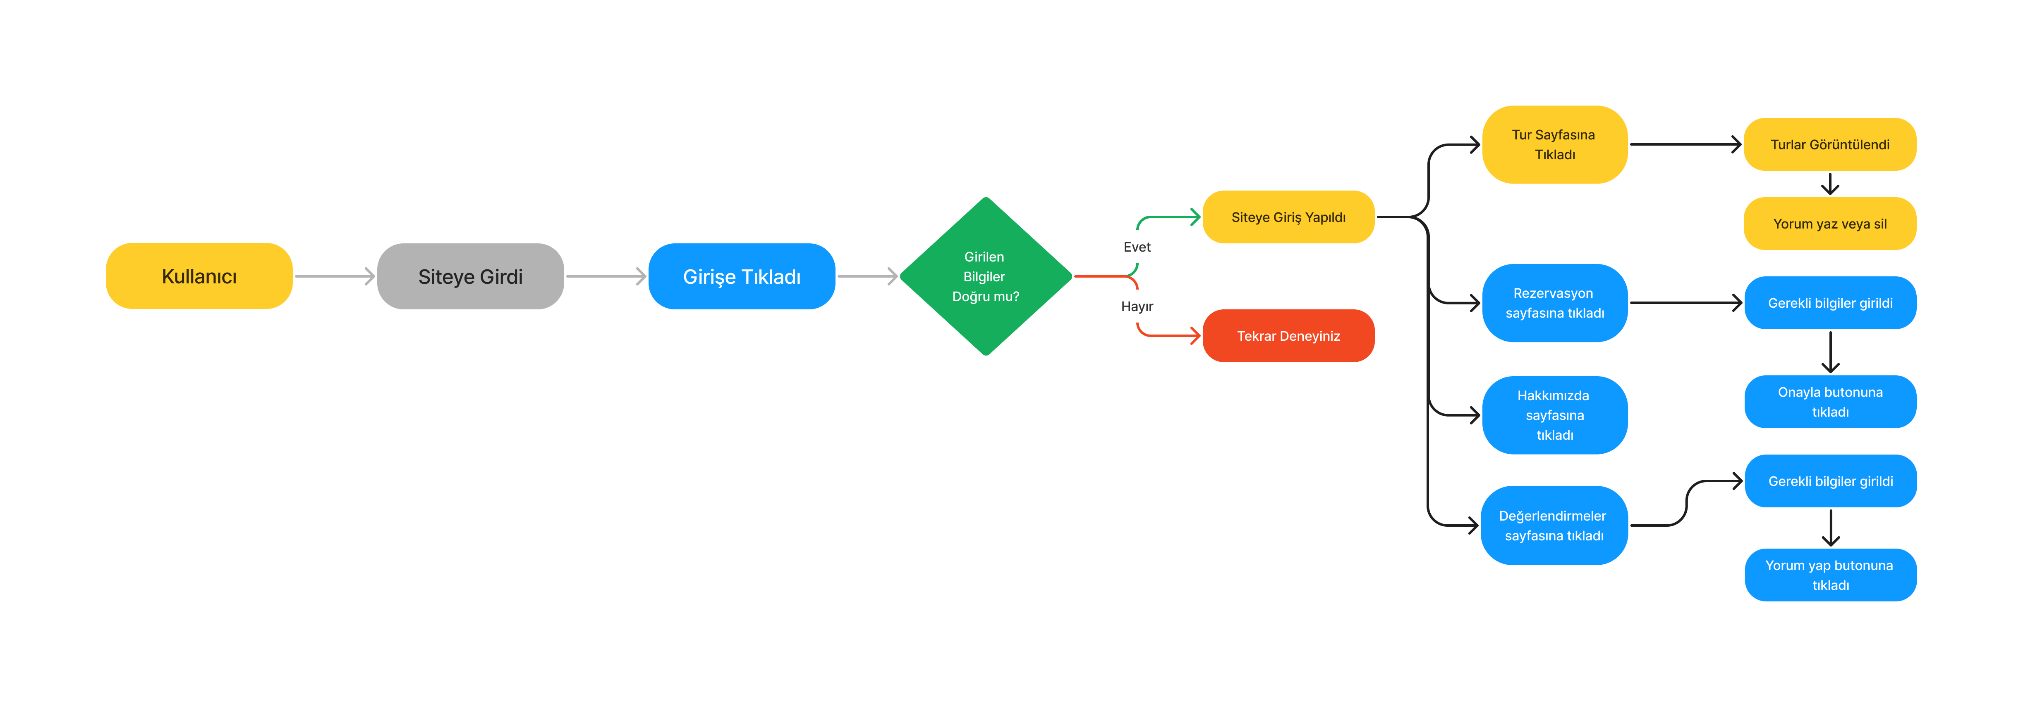 Kullanıcı
Siteye Girdi
Girişe Tıkladı
Girilen
Bilgiler
Doğru mu?
Evet
Hayır
Siteye Giriş Yapıldı
Tekrar Deneyiniz
Tur Sayfasına
Tıkladı
Turlar Görüntülendi
Yorum yaz veya sil
Rezervasyon
sayfasına tıkladı
Gerekli bilgiler girildi
Onayla butonuna
tıkladı
Hakkımızda
sayfasına
tıkladı
Değerlendirmeler
sayfasına tıkladı
Gerekli bilgiler girildi
Yorum yap butonuna
tıkladı